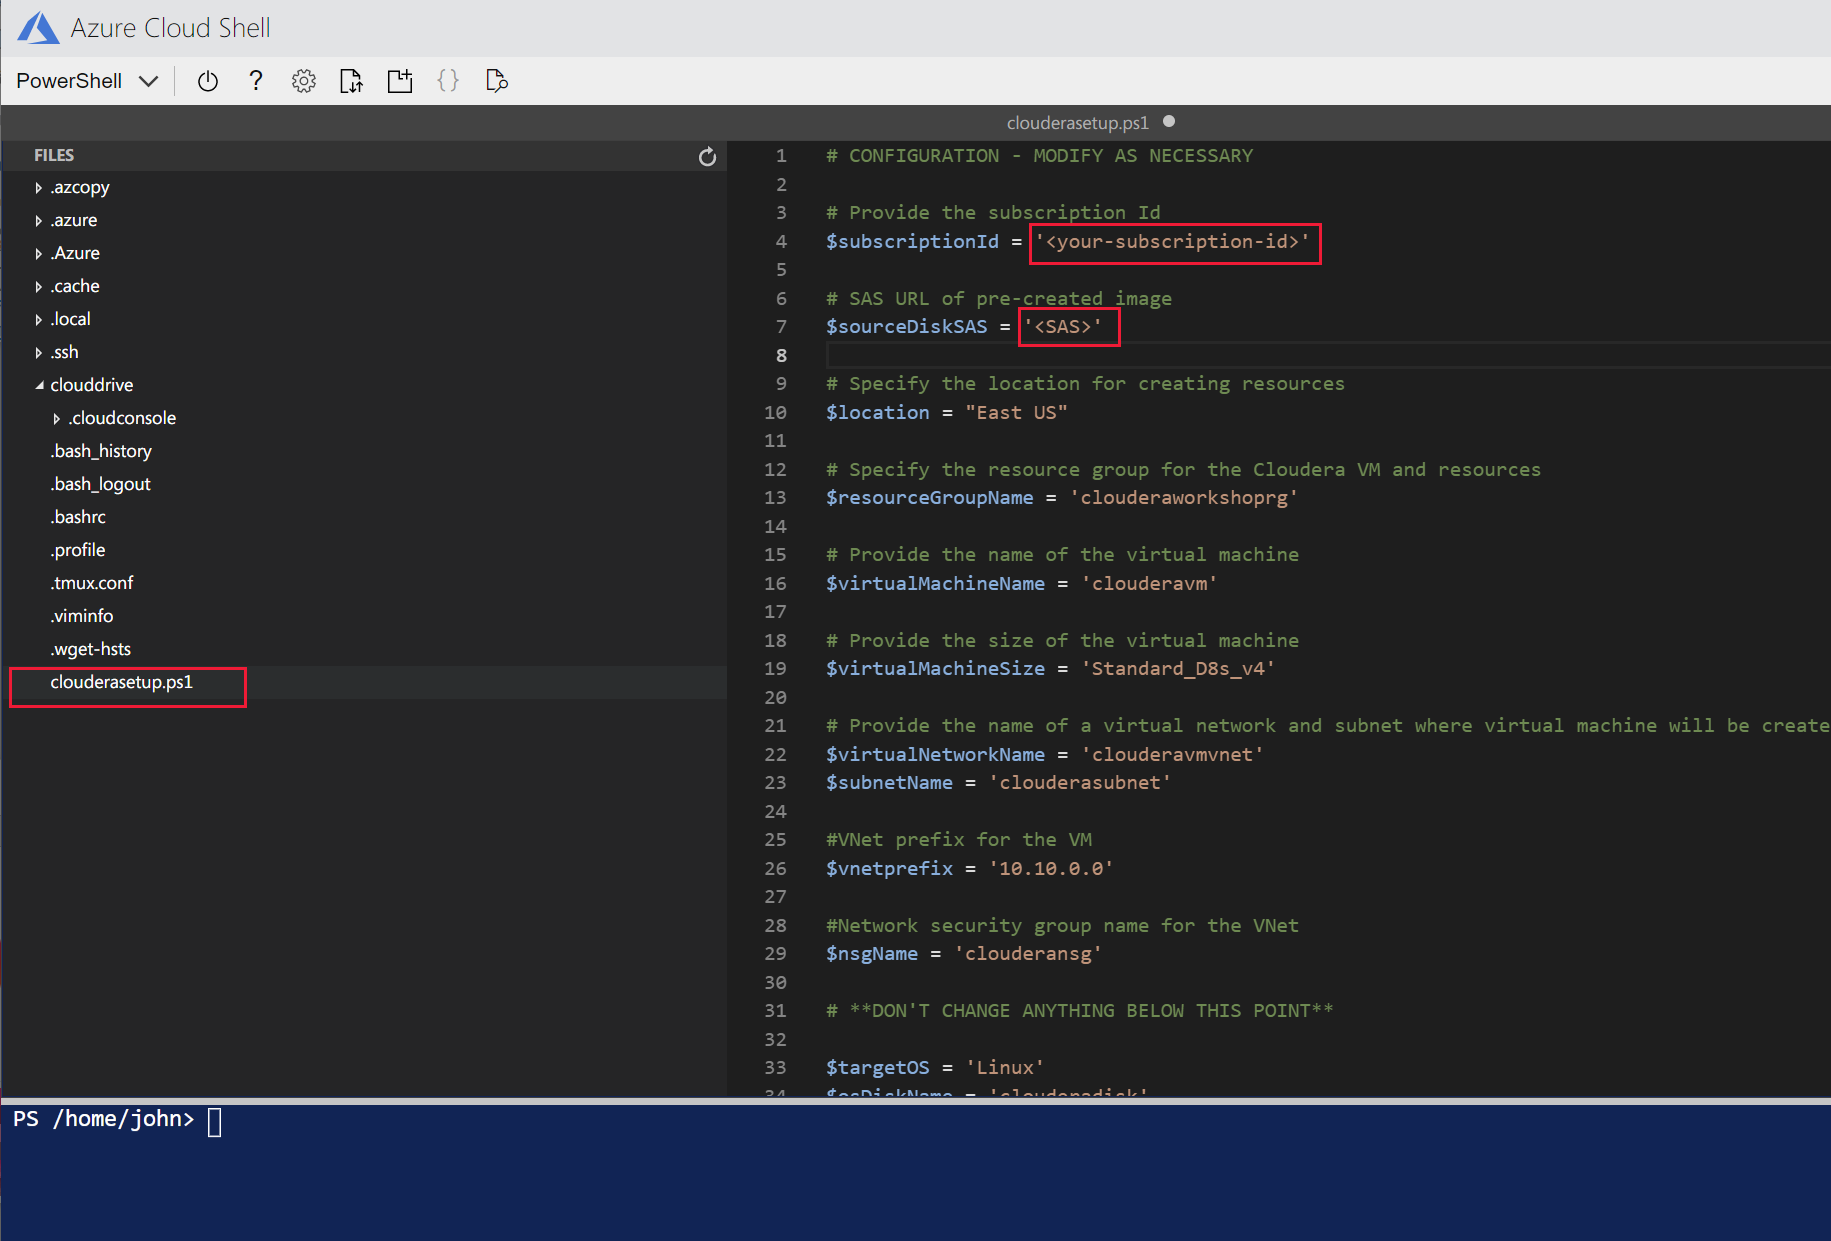 Azure Cloud Shell
PowerShell
?
{ }
clouderasetup.ps1
FILES
.azcopy
.azure
.Azure
.cache
.local
.ssh
clouddrive
.cloudconsole
.bash_history
.bash_logout
.bashrc
.profile
.tmux.conf
.viminfo
.wget-hsts
clouderasetup.ps1
1 # CONFIGURATION - MODIFY AS NECESSARY
2
3 # Provide the subscription Id
4 $subscriptionId = '<your-subscription-id>'
5
6 # SAS URL of pre-created image
7 $sourceDiskSAS = '<SAS>'
8
9 # Specify the location for creating resources
10 $location = "East US"
11
12 # Specify the resource group for the Cloudera VM and resources
13 $resourceGroupName = 'clouderaworkshoprg'
14
15 # Provide the name of the virtual machine
16 $virtualMachineName = 'clouderavm'
17
18 # Provide the size of the virtual machine
19 $virtualMachineSize = 'Standard_D8s_v4'
20
21 # Provide the name of a virtual network and subnet where virtual machine will be create
22 $virtualNetworkName = 'clouderavmvnet'
23 $subnetName = 'clouderasubnet'
24
25 #VNet prefix for the VM
26 $vnetprefix = '10.10.0.0'
27
28 #Network security group name for the VNet
29 $nsgName = 'clouderansg'
30
31 # **DON'T CHANGE ANYTHING BELOW THIS POINT**
32
33 $targetOS = 'Linux'
34 $osDiskName = 'clouderadisk'
PS /home/john>